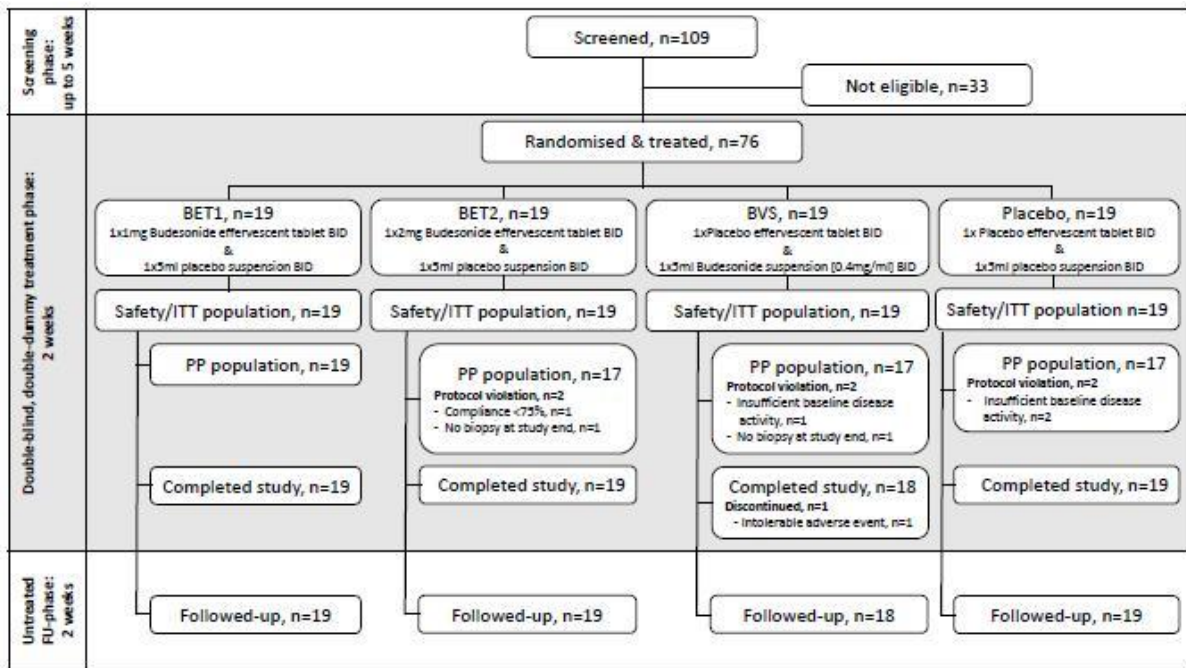 Screening
phase:
up to 5 weeks
Screened, n=109
Not eligible, n=33
Double-blind, double-dummy treatment phase:
2 weeks
Randomised & treated, n=76
BET1, n=19
1x1mg Budesonide effervescent tablet BID
&
1x5ml placebo suspension BID
BET2, n=19
1x2mg Budesonide effervescent tablet BID
&
1x5ml placebo suspension BID
BVS, n=19
1xPlacebo effervescent tablet BID
&
1x5ml Budesonide suspension [0.4mg/ml] BID
Placebo, n=19
1x Placebo effervescent tablet BID
&
1x5ml placebo suspension BID
Safety/ITT population, n=19
Safety/ITT population, n=19
Safety/ITT population, n=19
Safety/ITT population n=19
PP population, n=19
PP population, n=17
Protocol violation, n=2
- Compliance <75%, n=1
- No biopsy at study end, n=1
PP population, n=17
Protocol violation, n=2
- Insufficient baseline disease
activity, n=1
- No biopsy at study end, n=1
PP population, n=17
Protocol violation, n=2
- Insufficient baseline disease
activity, n=2
Completed study, n=19
Completed study, n=19
Completed study, n=18
Discontinued, n=1
- Intolerable adverse event, n=1
Completed study, n=19
Untreated
FU-phase:
2 weeks
Followed-up, n=19
Followed-up, n=19
Followed-up, n=18
Followed-up, n=19